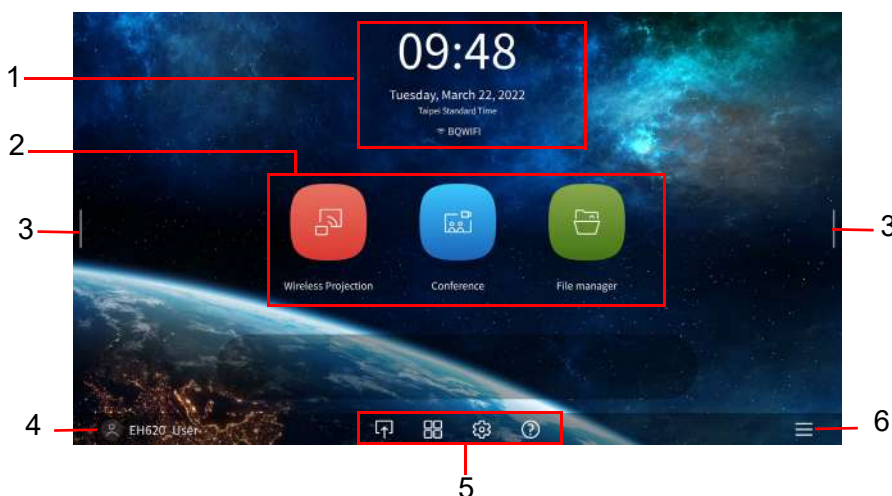 09:48
1
Tuesday, March 22, 2022
Taipei Standard Time
BQWIFI
2
3
3
Wireless Projection Conference File manager
4
EH620_User
6
5